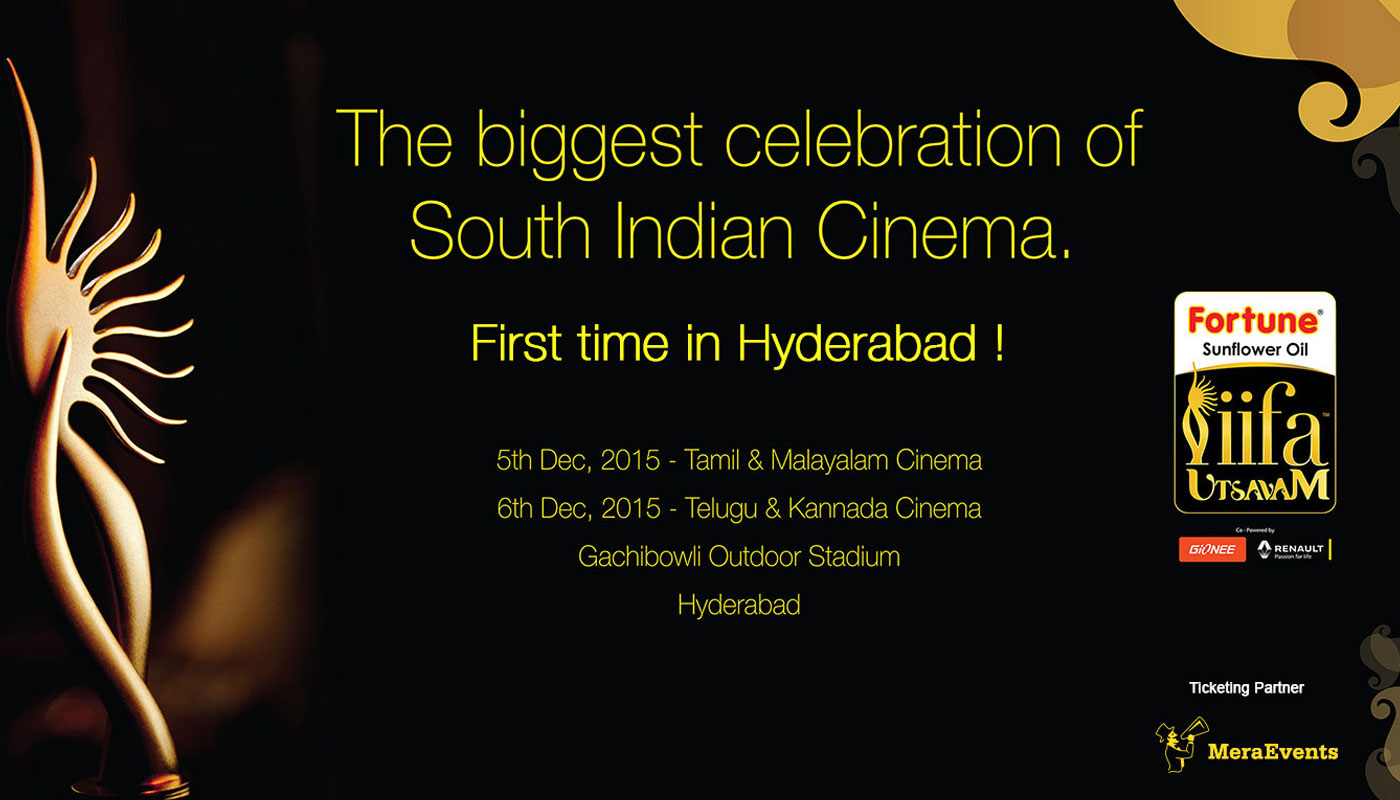 The biggest celebration of
South Indian Cinema.
First time in Hyderabad !
5th Dec, 2015 - Tamil & Malayalam Cinema
6th Dec, 2015 - Telugu & Kannada Cinema
Gachibowli Outdoor Stadium
Hyderabad
Fortune®
Sunflower Oil
iifa™
UTSAVAM
Co - Powered by
GiONEE
RENAULT
Passion for life
Ticketing Partner
MeraEvents